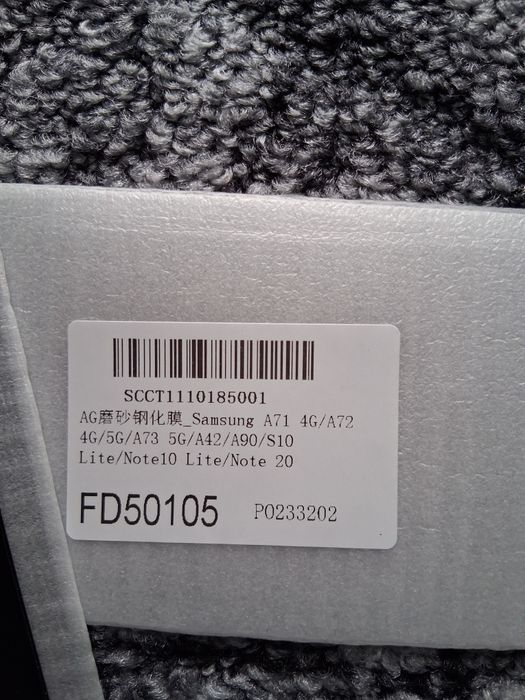 SCCT1110185001
AG磨砂钢化膜_Samsung A71 4G/A72
4G/5G/A73 5G/A42/A90/S10
Lite/Note10 Lite/Note 20
FD50105 PO233202